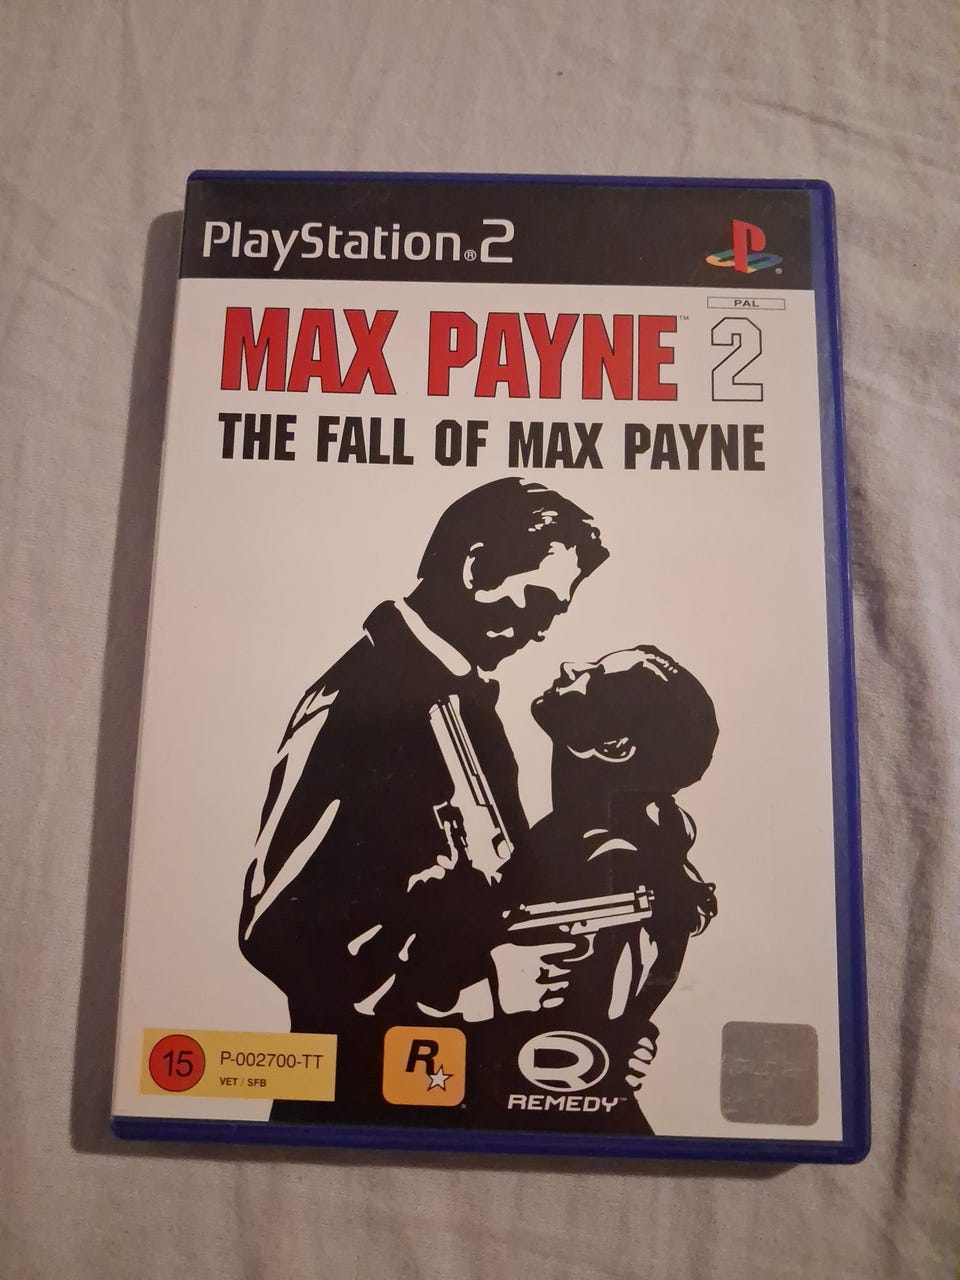 PlayStation®2
PAL
MAX PAYNE™ 2
THE FALL OF MAX PAYNE
15
P-002700-TT
VET / SFB
R
REMEDY™